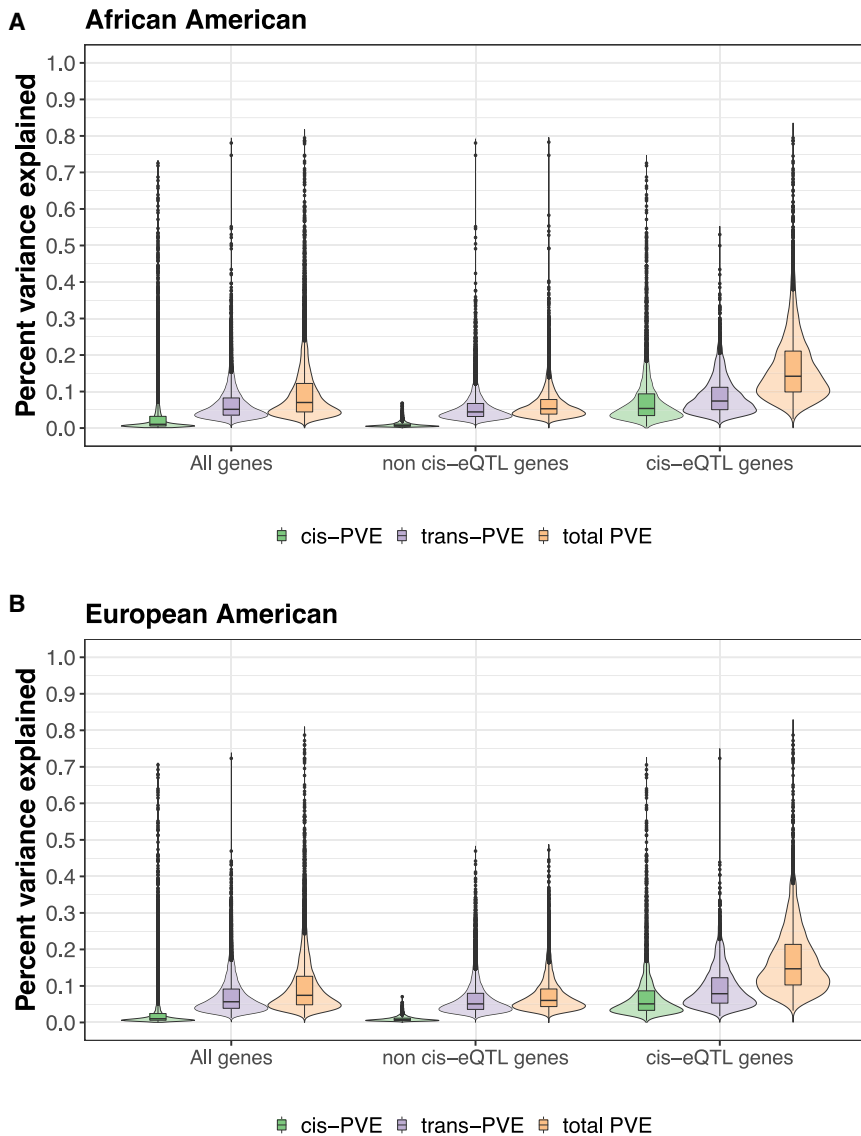 A
African American
Percent variance explained
1.0
0.9
0.8
0.7
0.6
0.5
0.4
0.3
0.2
0.1
0.0
All genes
non cis−eQTL genes
cis−eQTL genes
cis−PVE
trans−PVE
total PVE
B
European American
Percent variance explained
1.0
0.9
0.8
0.7
0.6
0.5
0.4
0.3
0.2
0.1
0.0
All genes
non cis−eQTL genes
cis−eQTL genes
cis−PVE
trans−PVE
total PVE